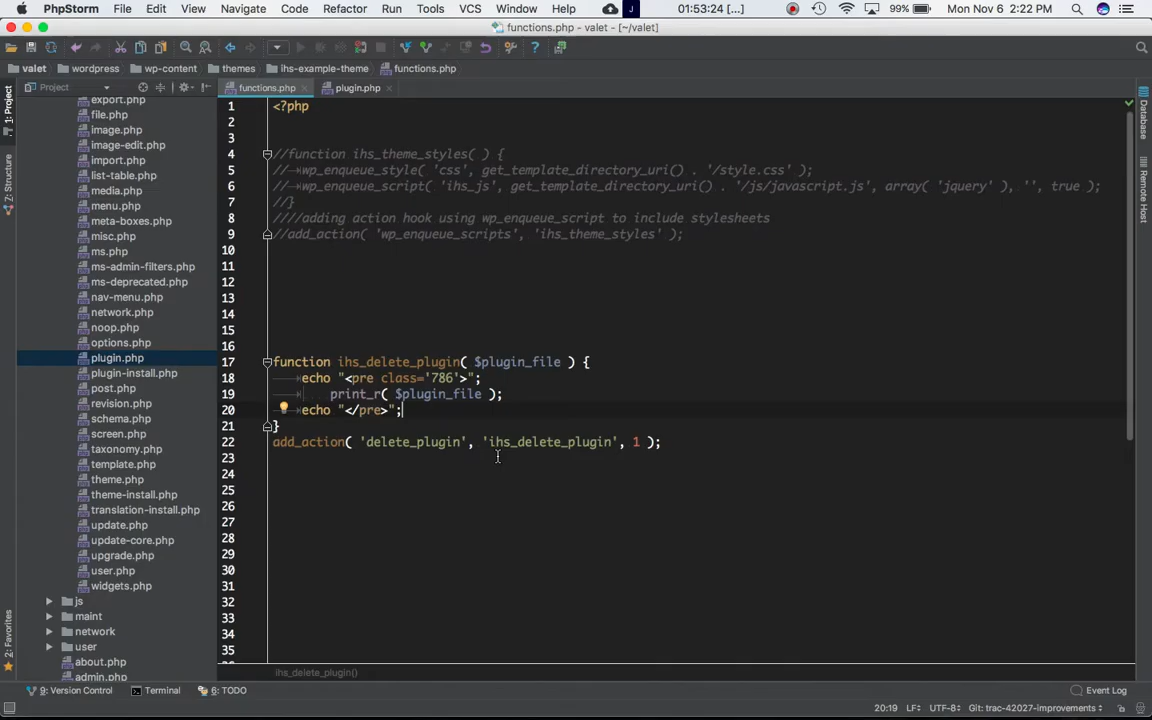 PhpStorm File Edit View Navigate Code Refactor Run Tools VCS Window Help J 01:53:24 [...] 99% Mon Nov 6 2:22 PM
functions.php - valet - [~/valet]
valet wordpress wp-content themes ihs-example-theme functions.php
1: Project
Z: Structure
2: Favorites
Project
export.php
file.php
image.php
image-edit.php
import.php
list-table.php
media.php
menu.php
meta-boxes.php
misc.php
ms.php
ms-admin-filters.php
ms-deprecated.php
nav-menu.php
network.php
noop.php
options.php
plugin.php
plugin-install.php
post.php
revision.php
schema.php
screen.php
taxonomy.php
template.php
theme.php
theme-install.php
translation-install.php
update.php
update-core.php
upgrade.php
user.php
widgets.php
js
maint
network
user
about.php
admin.php
functions.php plugin.php
1 <?php
2
3
4 //function ihs_theme_styles( ) {
5 // wp_enqueue_style( 'css', get_template_directory_uri() . '/style.css' );
6 // wp_enqueue_script( 'ihs_js', get_template_directory_uri() . '/js/javascript.js', array( 'jquery' ), '', true );
7 //}
8 ////adding action hook using wp_enqueue_script to include stylesheets
9 //add_action( 'wp_enqueue_scripts', 'ihs_theme_styles' );
10
11
12
13
14
15
16
17 function ihs_delete_plugin( $plugin_file ) {
18 echo "<pre class='786'>";
19 print_r( $plugin_file );
20 echo "</pre>";
21 }
22 add_action( 'delete_plugin', 'ihs_delete_plugin', 1 );
23
24
25
26
27
28
29
30
31
32
33
34
35
ihs_delete_plugin()
Database
Remote Host
9: Version Control Terminal 6: TODO Event Log
20:19 LF÷ UTF-8÷ Git: trac-42027-improvements÷